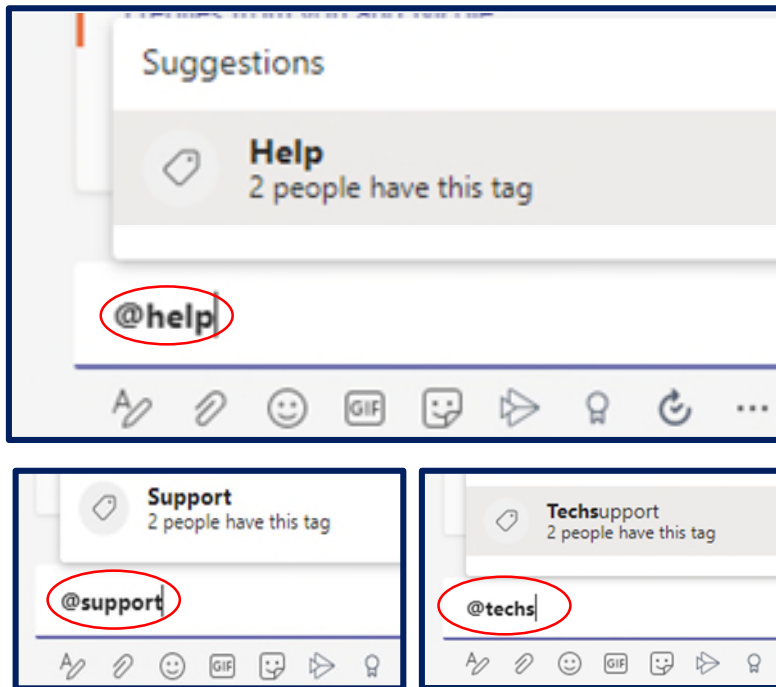 Suggestions
Help
2 people have this tag
@help
GIF
Support
2 people have this tag
@support
GIF
Techsupport
2 people have this tag
@techs
GIF